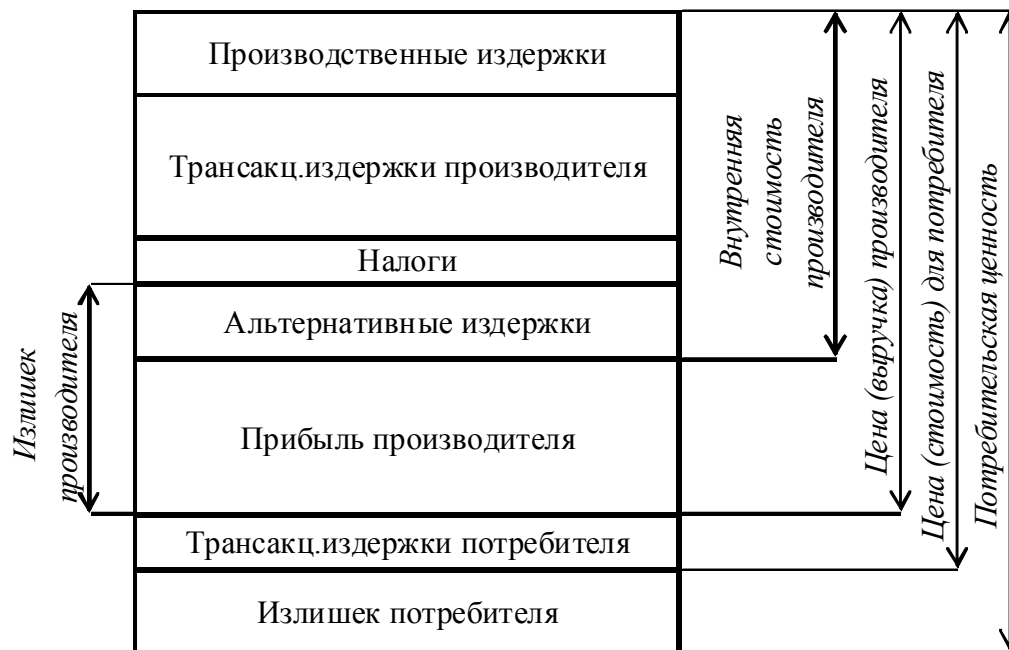 Производственные издержки
Трансакц.издержки производителя
Налоги
Альтернативные издержки
Прибыль производителя
Трансакц.издержки потребителя
Излишек потребителя
Излишек
производителя
Внутренняя
стоимость
производителя
Цена (выручка) производителя
Цена (стоимость) для потребителя
Потребительская ценность